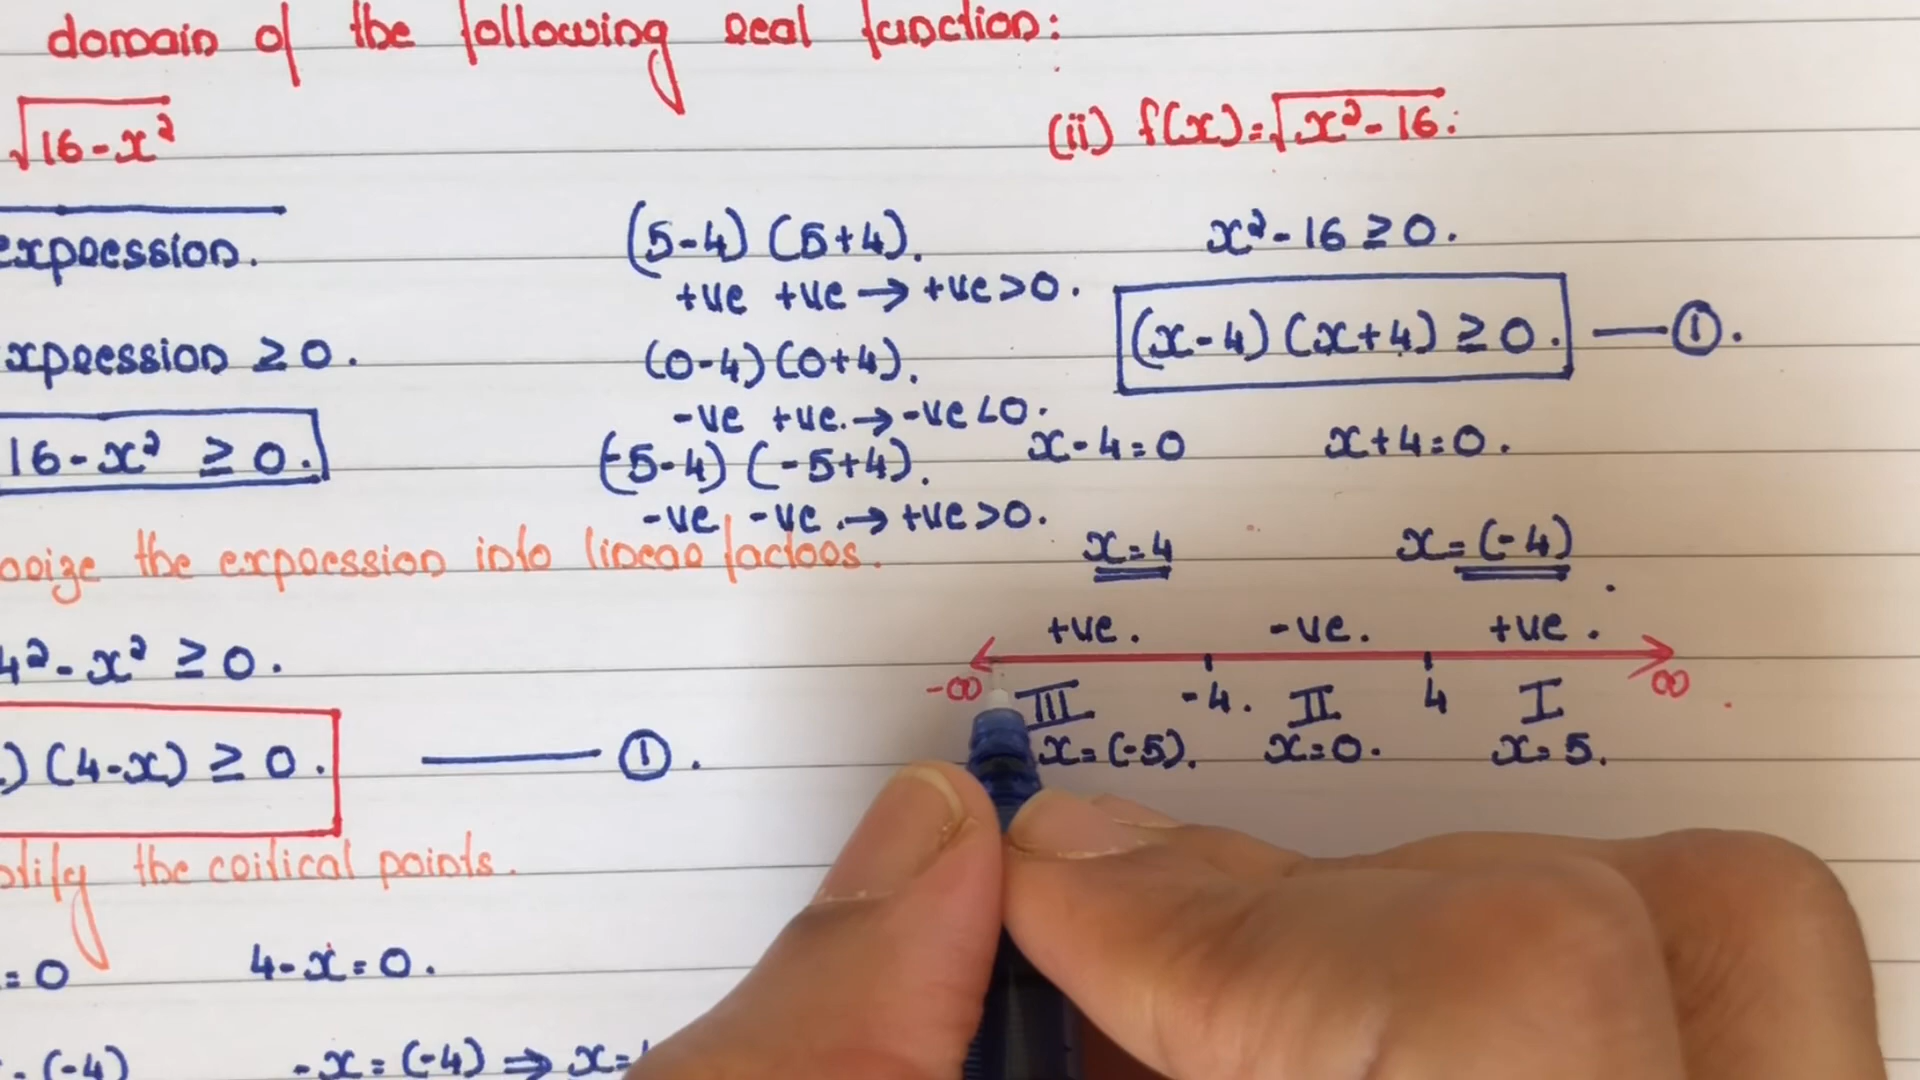 domain of the following real function:
√16-x²
(ii) f(x)=√x²-16.
expression.
(5-4) (5+4).
+ve +ve → +ve>0.
x²-16 ≥ 0.
(x-4) (x+4) ≥ 0. — ①.
xpression ≥ 0.
(0-4) (0+4).
-ve +ve. → -ve<0.
16-x² ≥ 0.
(-5-4) (-5+4).
-ve -ve. → +ve>0.
x-4=0 x+4=0.
x=4 x=(-4)
orize the expression into linear factors.
4²-x² ≥ 0.
+ve. -ve. +ve.
-∞ III -4. II 4 I ∞
x=(-5). x=0. x=5.
) (4-x) ≥ 0. — ①.
the critical points.
=0 4-x=0.
(-4) -x=(-4) ⇒ x=